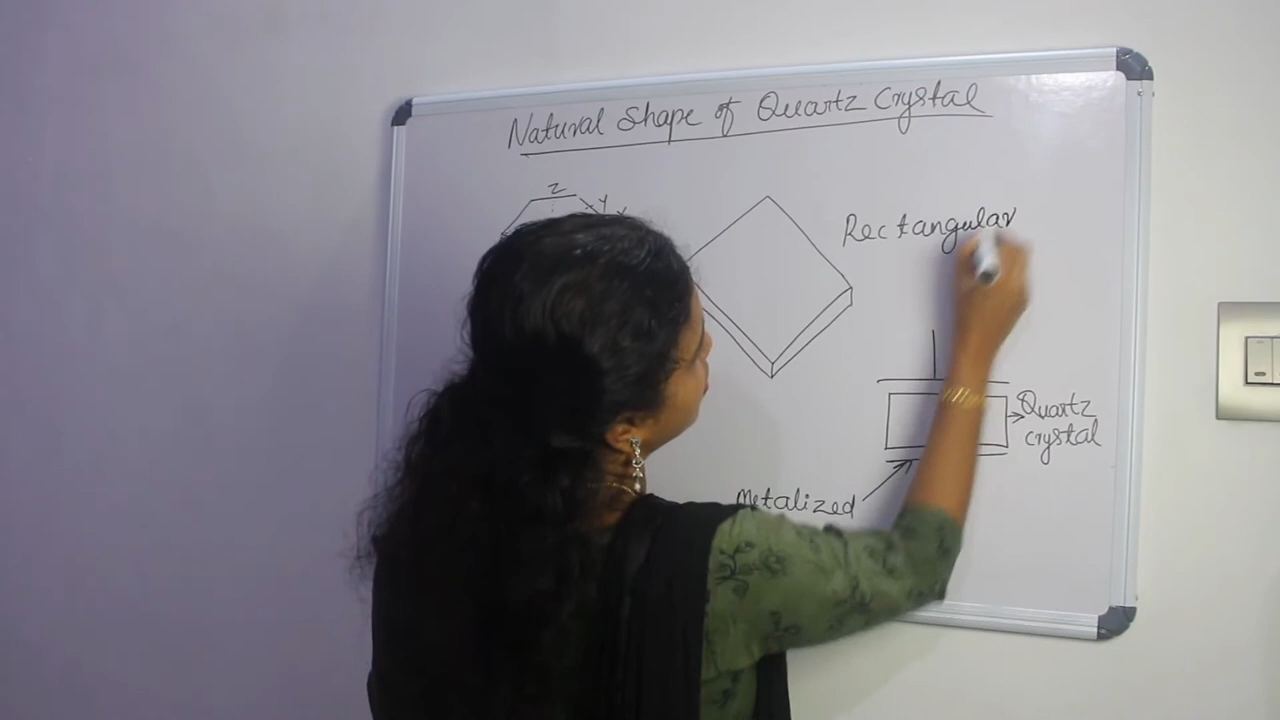 Natural Shape of Quartz Crystal
Z
Y
X
Rectangular
Quartz
crystal
Metalized